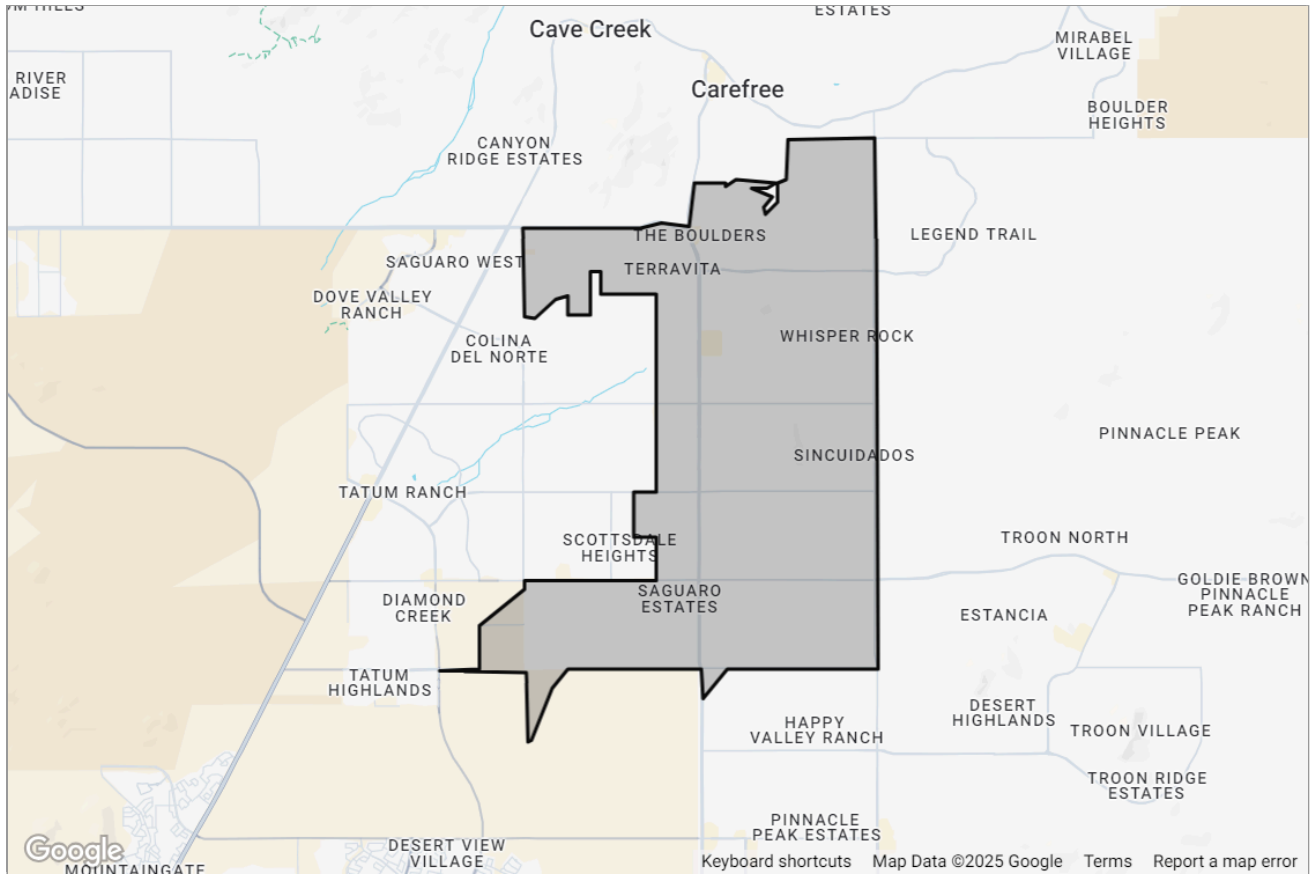 ESTATES
Cave Creek
MIRABEL
VILLAGE
RIVER
Carefree
BOULDER
HEIGHTS
CANYON
RIDGE ESTATES
THE BOULDERS
LEGEND TRAIL
SAGUARO WEST
TERRAVITA
DOVE VALLEY
RANCH
WHISPER ROCK
COLINA
DEL NORTE
PINNACLE PEAK
SINCUIDADOS
TATUM RANCH
SCOTTSDALE
HEIGHTS
TROON NORTH
GOLDIE BROWN
PINNACLE
PEAK RANCH
SAGUARO
ESTATES
DIAMOND
CREEK
ESTANCIA
TATUM
HIGHLANDS
DESERT
HIGHLANDS
HAPPY
VALLEY RANCH
TROON VILLAGE
TROON RIDGE
ESTATES
PINNACLE
PEAK ESTATES
DESERT VIEW
VILLAGE
Google
MOUNTAINGATE
Keyboard shortcuts Map Data ©2025 Google Terms Report a map error